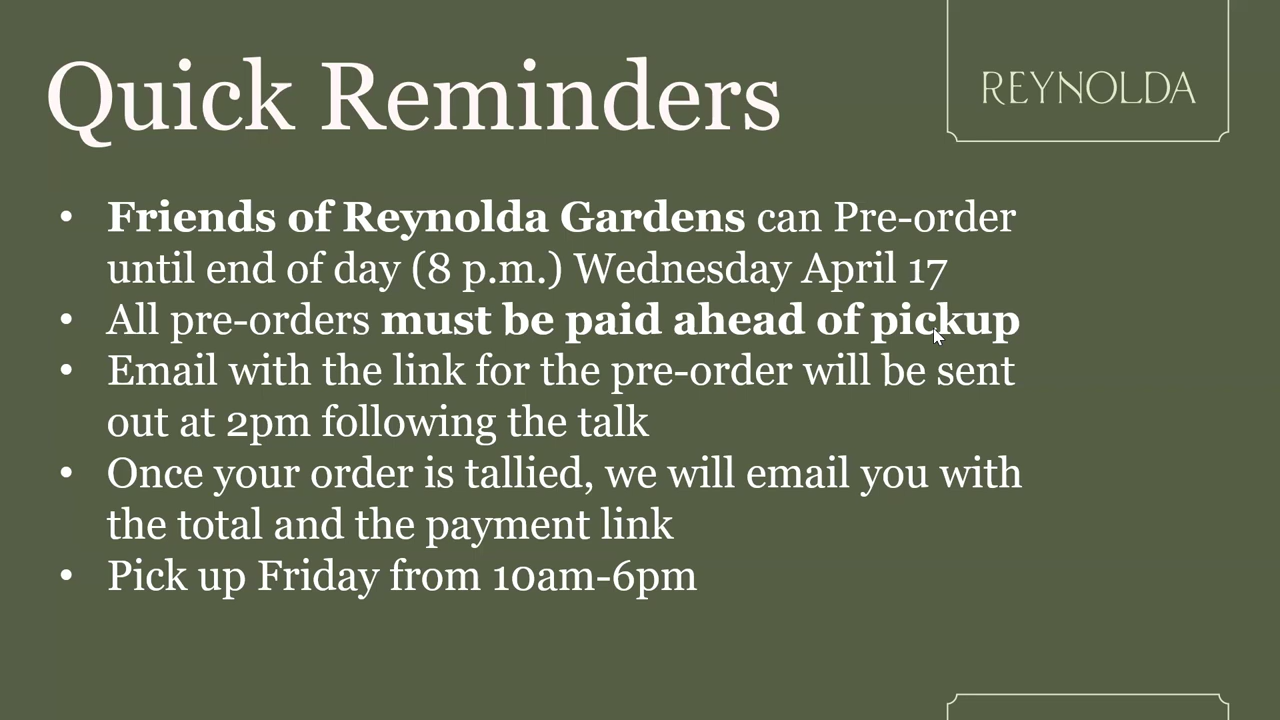 Quick Reminders
REYNOLDA
• Friends of Reynolda Gardens can Pre-order
until end of day (8 p.m.) Wednesday April 17
• All pre-orders must be paid ahead of pickup
• Email with the link for the pre-order will be sent
out at 2pm following the talk
• Once your order is tallied, we will email you with
the total and the payment link
• Pick up Friday from 10am-6pm